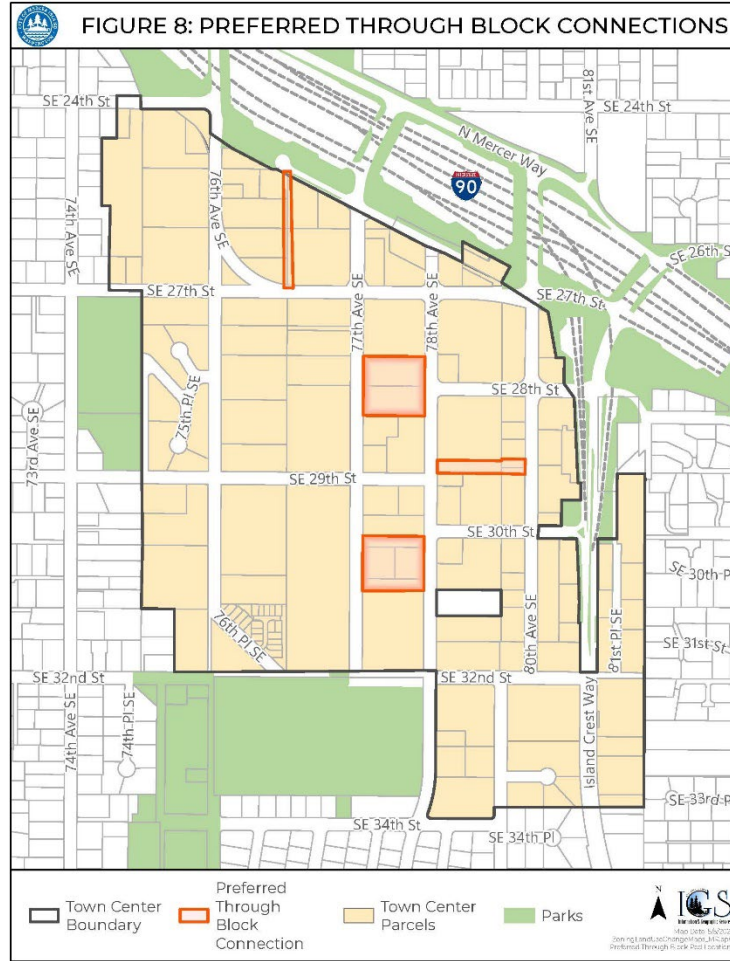 FIGURE 8: PREFERRED THROUGH BLOCK CONNECTIONS
SE 24th St
81st Ave SE
SE 24th St
N Mercer Way
74th Ave SE
76th Ave SE
INTERSTATE
90
SE 26th S
SE 27th St
77th Ave SE
78th Ave SE
SE 27th St
75th Pl SE
SE 28th St
73rd Ave SE
SE 29th St
SE 30th St
SE 30th P
76th Pl SE
80th Ave SE
81st Pl SE
SE 31st St
SE 32nd St
SE 32nd St
74th Ave SE
74th Pl SE
Island Crest Way
SE 33rd P
SE 34th St
SE 34th Pl
Town Center
Boundary
Preferred
Through
Block
Connection
Town Center
Parcels
Parks
N
IGS